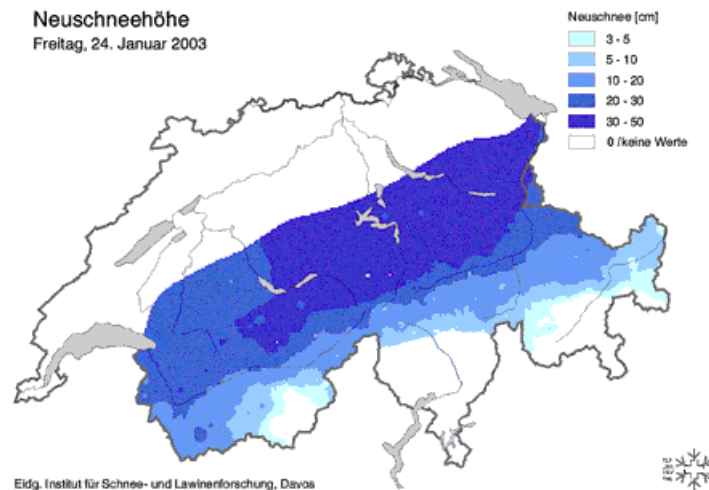 Neuschneehöhe
Freitag, 24. Januar 2003
Neuschnee [cm]
3 - 5
5 - 10
10 - 20
20 - 30
30 - 50
0 /keine Werte
Eidg. Institut für Schnee- und Lawinenforschung, Davos